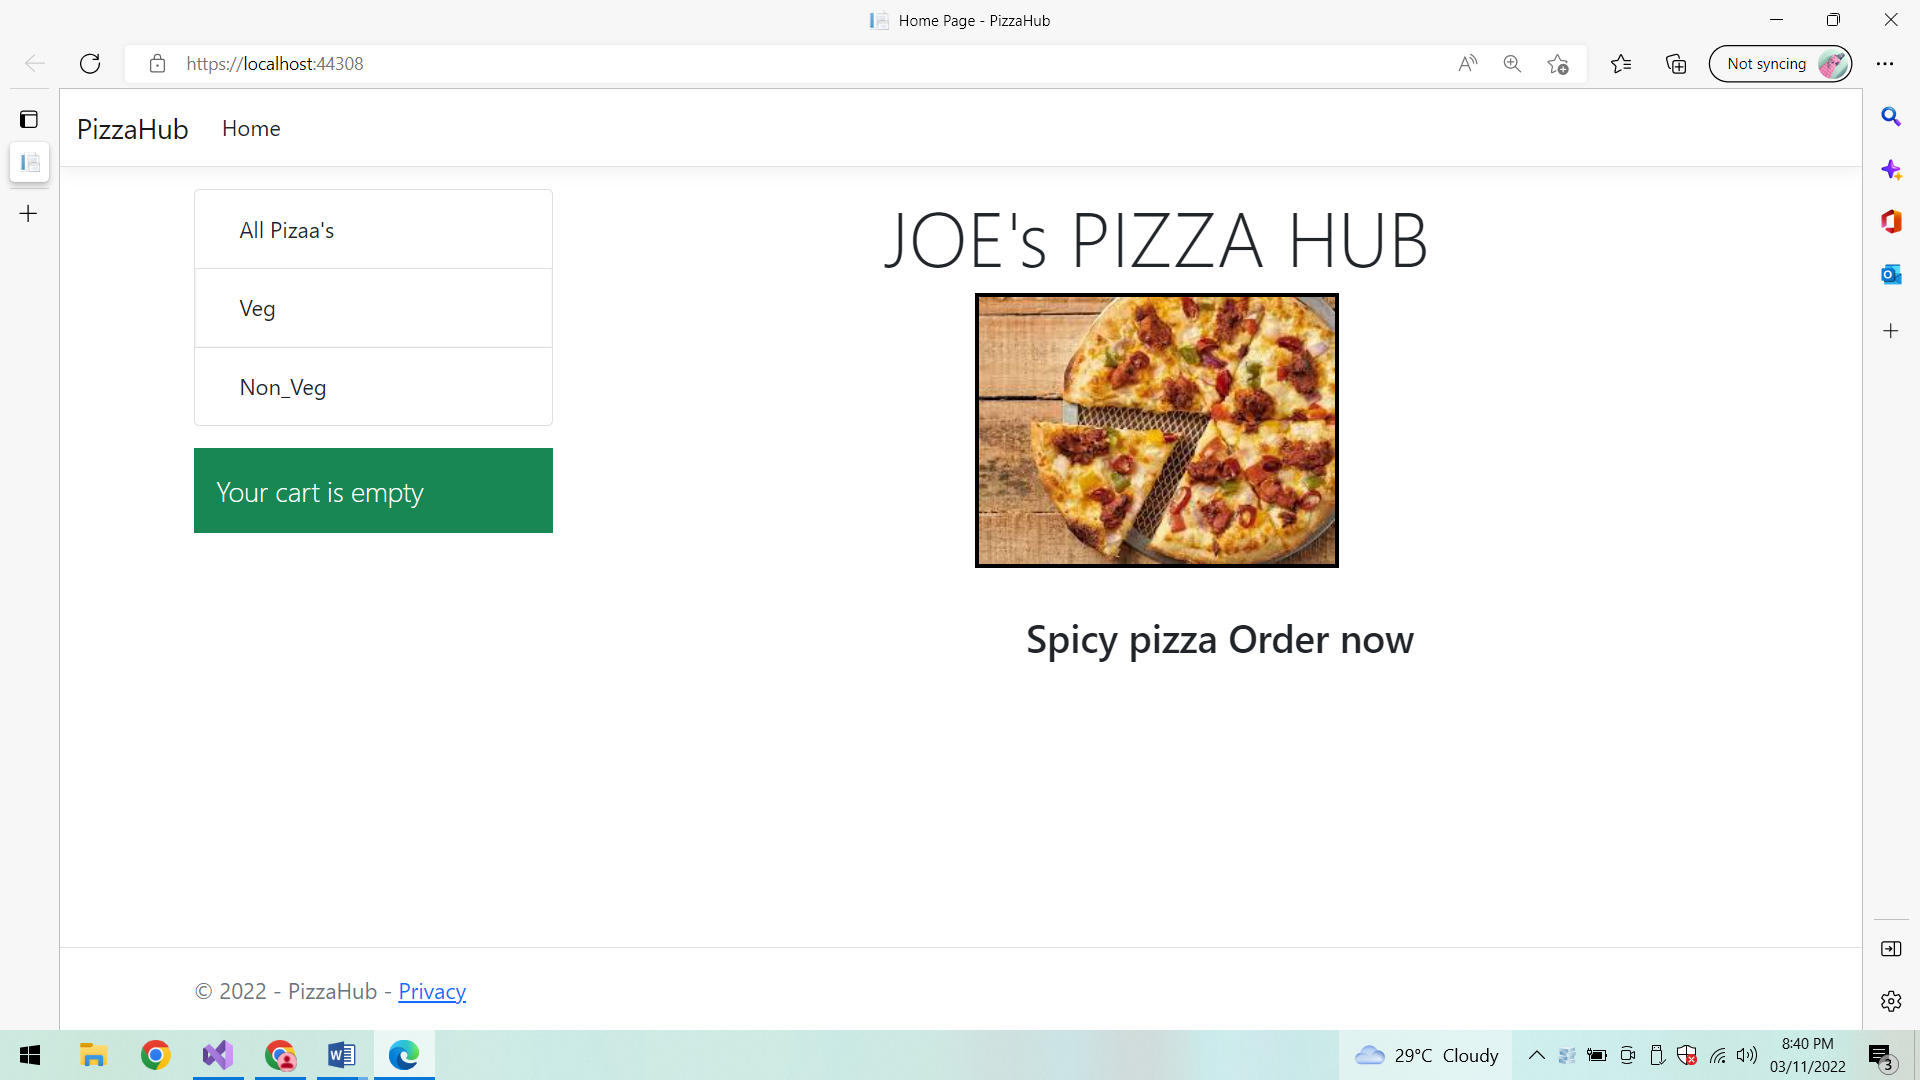 Home Page - PizzaHub
https://localhost:44308
Not syncing
PizzaHub Home
All Pizaa's
Veg
Non_Veg
Your cart is empty
JOE's PIZZA HUB
Spicy pizza Order now
© 2022 - PizzaHub - Privacy
29°C Cloudy
8:40 PM
03/11/2022
3